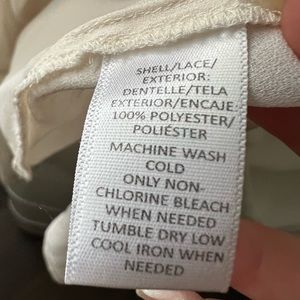 SHELL/LACE/
EXTERIOR:
DENTELLE/TELA
EXTERIOR/ENCAJE:
100% POLYESTER/
POLIÉSTER
MACHINE WASH
COLD
ONLY NON-
CHLORINE BLEACH
WHEN NEEDED
TUMBLE DRY LOW
COOL IRON WHEN
NEEDED